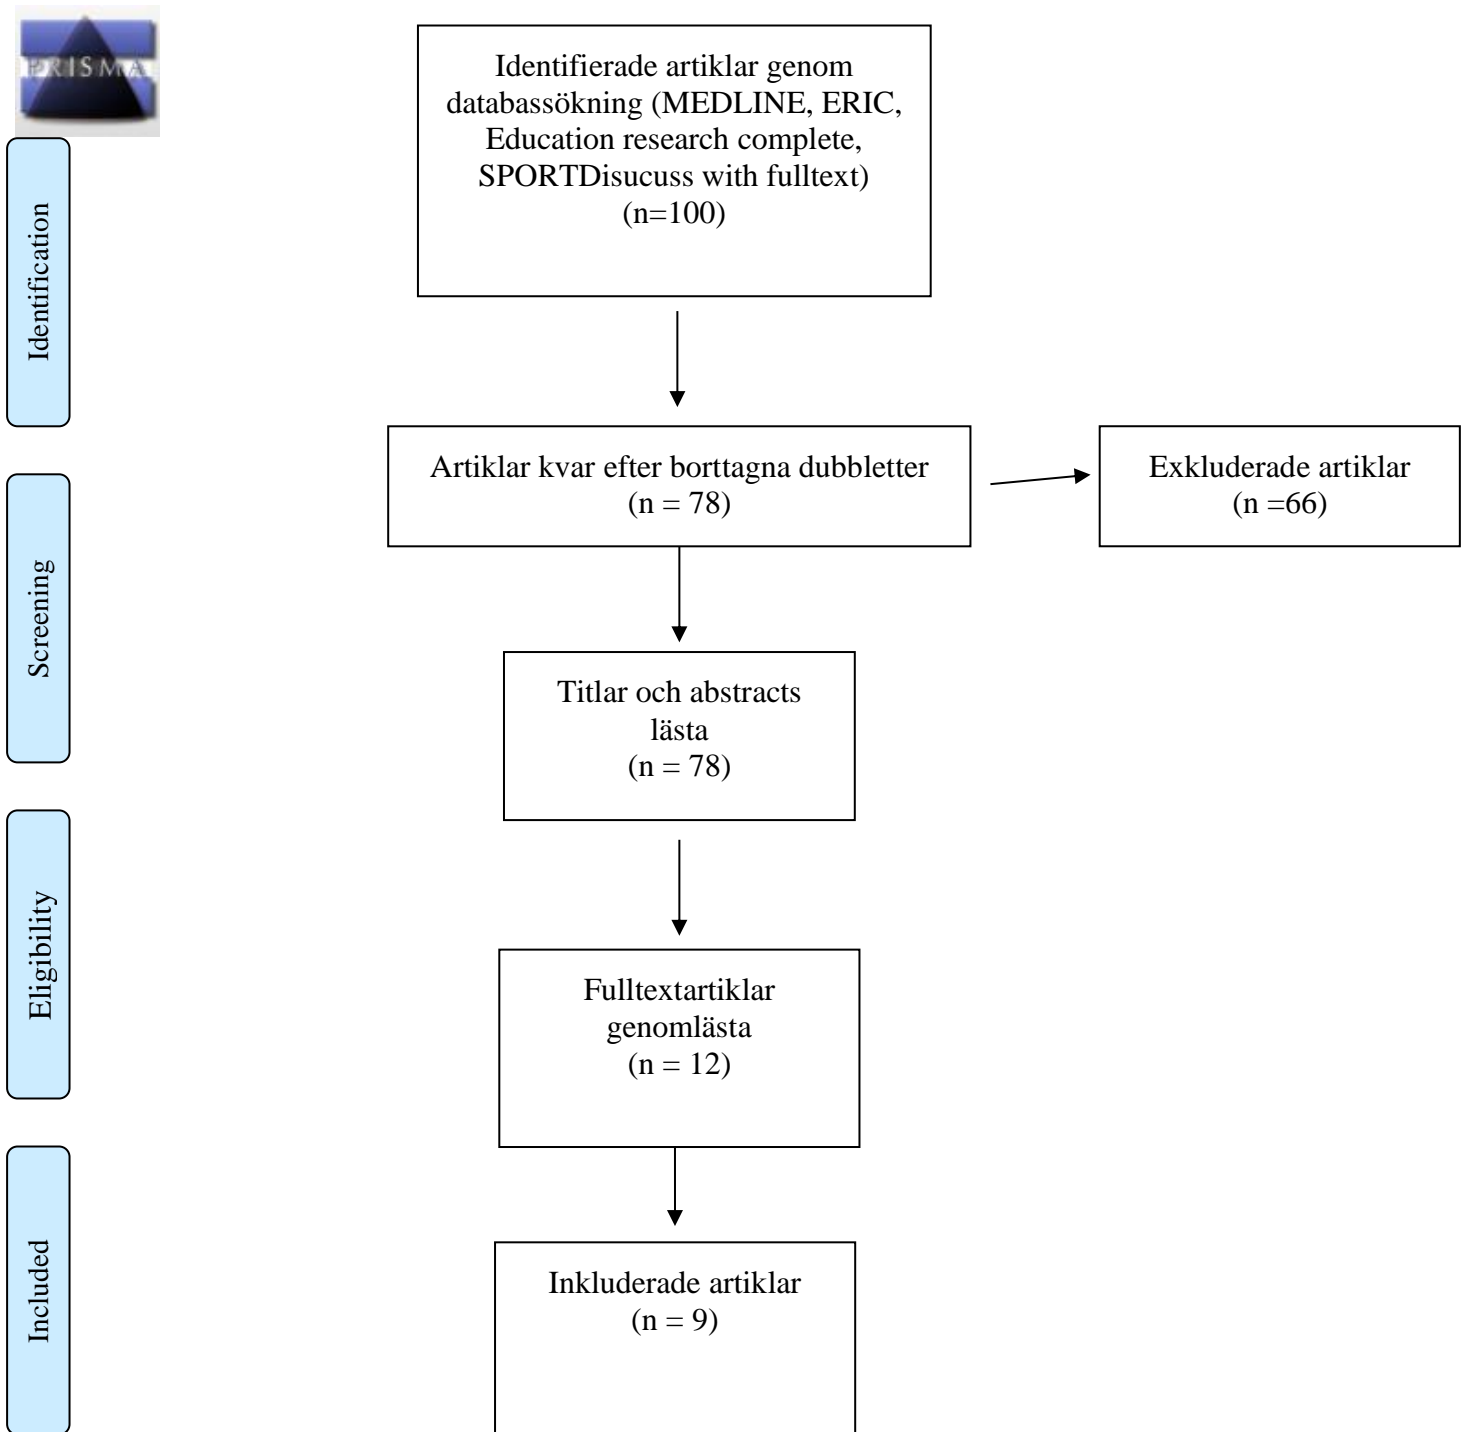 PRISMA
Identifierade artiklar genom
databassökning (MEDLINE, ERIC,
Education research complete,
SPORTDisucuss with fulltext)
(n=100)
Identification
Artiklar kvar efter borttagna dubbletter
(n = 78)
Exkluderade artiklar
(n =66)
Screening
Titlar och abstracts
lästa
(n = 78)
Eligibility
Fulltextartiklar
genomlästa
(n = 12)
Included
Inkluderade artiklar
(n = 9)